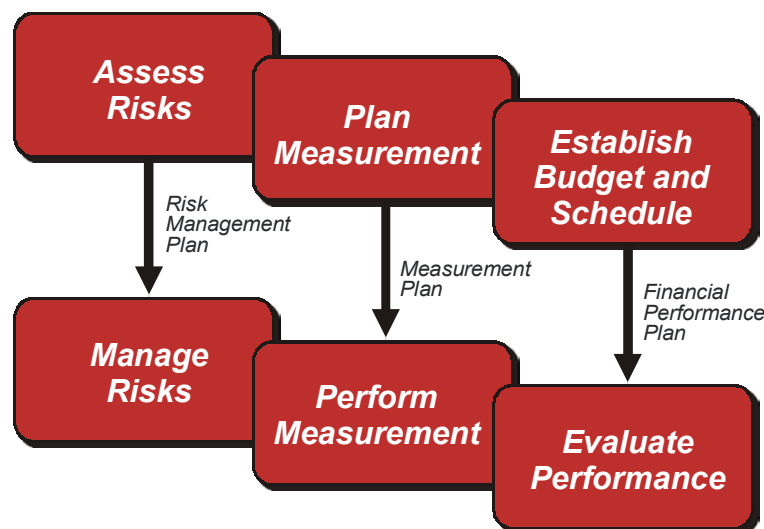 Assess
Risks
Plan
Measurement
Establish
Budget and
Schedule
Risk
Management
Plan
Measurement
Plan
Financial
Performance
Plan
Manage
Risks
Perform
Measurement
Evaluate
Performance